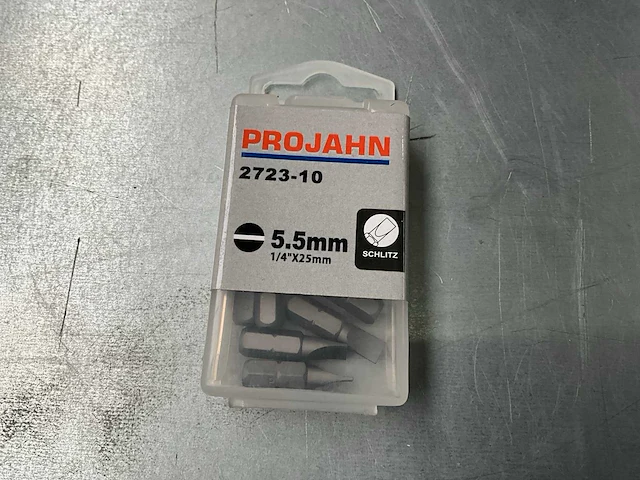 PROJAHN
2723-10
5.5mm
1/4"X25mm
SCHLITZ